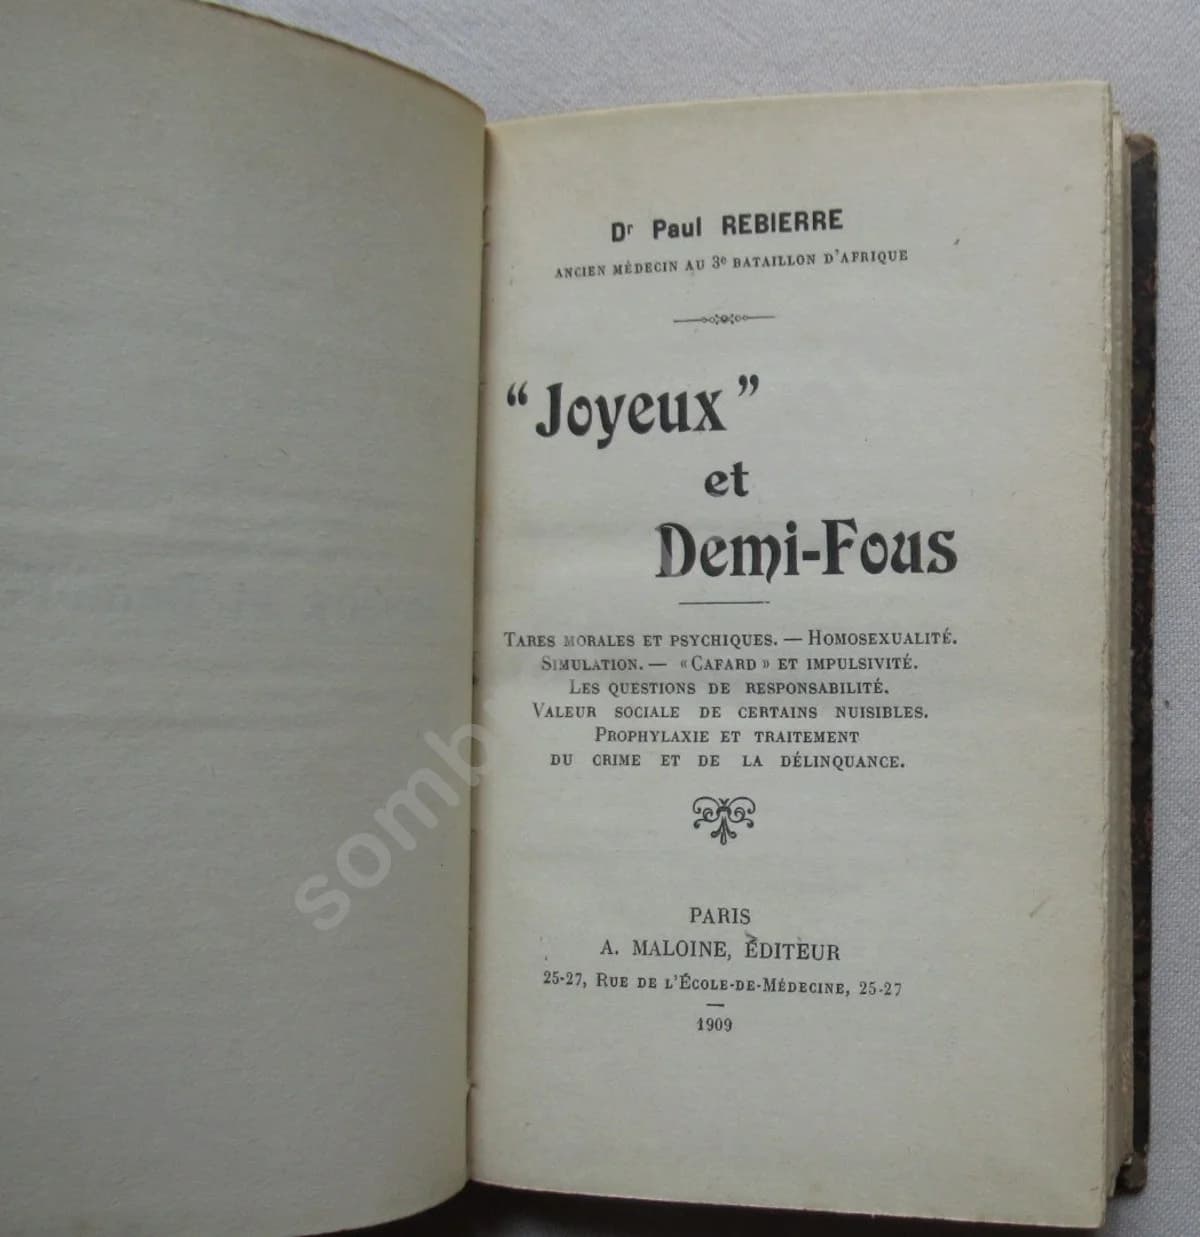 Dr Paul REBIERRE
ANCIEN MÉDECIN AU 3e BATAILLON D'AFRIQUE
“Joyeux”
et
Demi-Fous
TARES MORALES ET PSYCHIQUES. — HOMOSEXUALITÉ.
SIMULATION. — « CAFARD » ET IMPULSIVITÉ.
LES QUESTIONS DE RESPONSABILITÉ.
VALEUR SOCIALE DE CERTAINS NUISIBLES.
PROPHYLAXIE ET TRAITEMENT
DU CRIME ET DE LA DÉLINQUANCE.
PARIS
A. MALOINE, ÉDITEUR
25-27, RUE DE L'ÉCOLE-DE-MÉDECINE, 25-27
1909